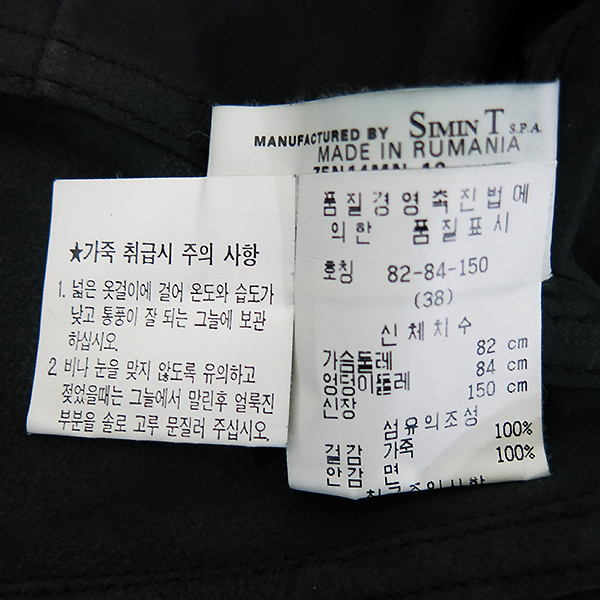 MANUFACTURED BY SIMIN T S.P.A.
MADE IN RUMANIA
★가죽 취급시 주의 사항
1. 넓은 옷걸이에 걸어 온도와 습도가
낮고 통풍이 잘 되는 그늘에 보관
하십시오.
2. 비나 눈을 맞지 않도록 유의하고
젖었을때는 그늘에서 말린후 얼룩진
부분을 솔로 고루 문질러 주십시오.
품질경영촉진법에
의한 품질표시
호칭 82-84-150
(38)
신체치수
가슴둘레 82 cm
엉덩이둘레 84 cm
신장 150 cm
섬유의조성
겉감 가죽 100%
안감 면 100%